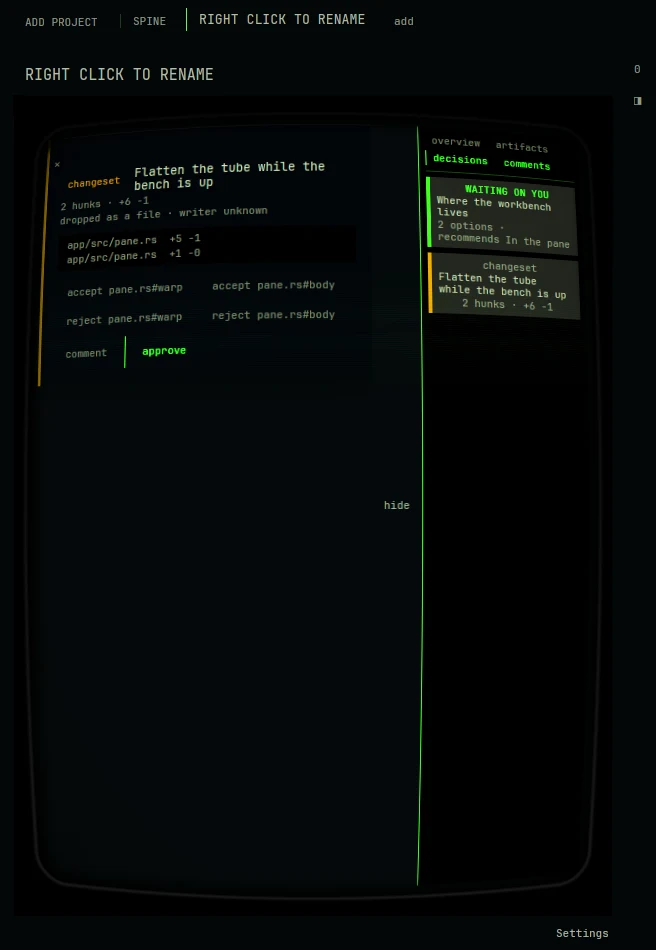 ADD PROJECT
SPINE
RIGHT CLICK TO RENAME
add
RIGHT CLICK TO RENAME
0
×
changeset
Flatten the tube while the
bench is up
2 hunks · +6 -1
dropped as a file · writer unknown
app/src/pane.rs +5 -1
app/src/pane.rs +1 -0
accept pane.rs#warp
accept pane.rs#body
reject pane.rs#warp
reject pane.rs#body
comment
approve
hide
overview
artifacts
decisions
comments
WAITING ON YOU
Where the workbench
lives
2 options ·
recommends In the pane
changeset
Flatten the tube
while the bench is up
2 hunks · +6 -1
Settings